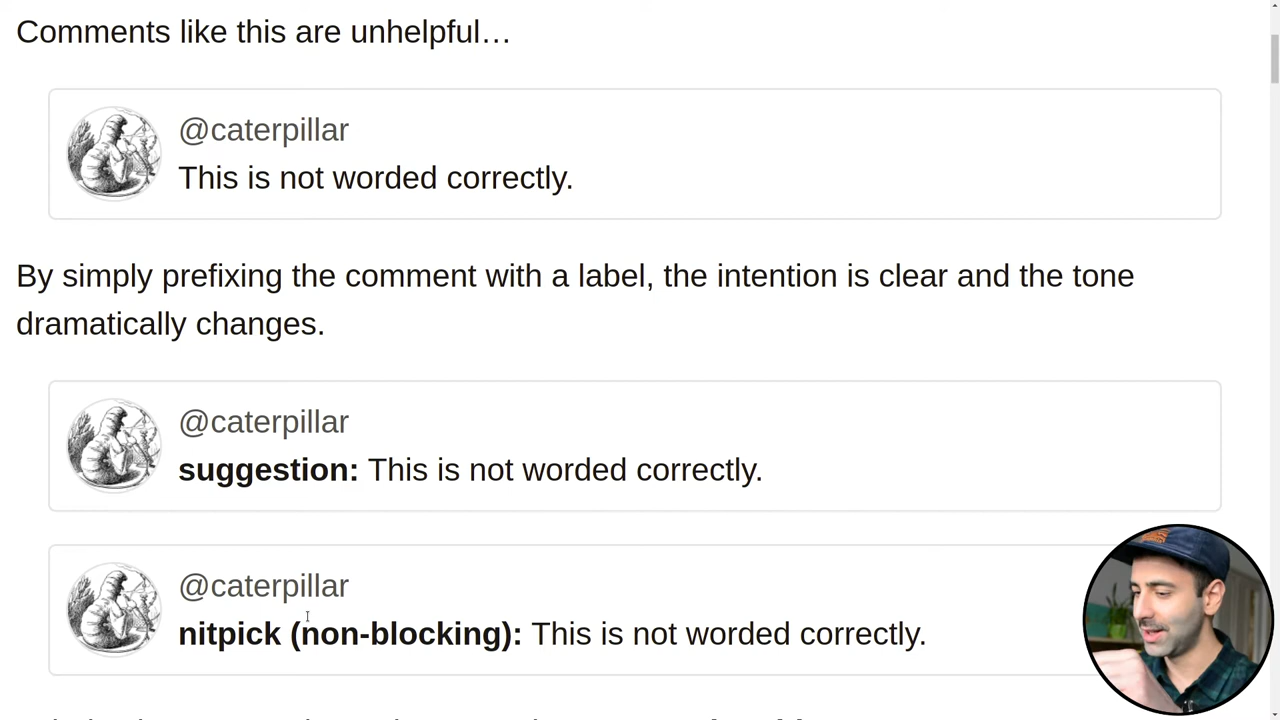 Comments like this are unhelpful…
@caterpillar
This is not worded correctly.
By simply prefixing the comment with a label, the intention is clear and the tone
dramatically changes.
@caterpillar
suggestion: This is not worded correctly.
@caterpillar
nitpick (non-blocking): This is not worded correctly.